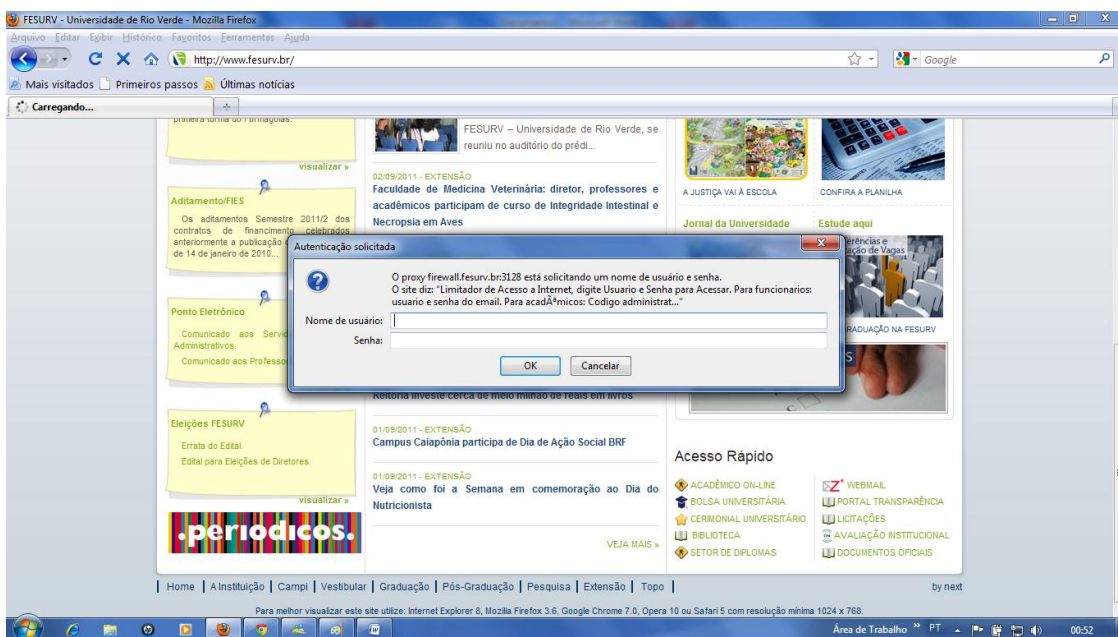 FESURV - Universidade de Rio Verde - Mozilla Firefox
Arquivo Editar Exibir Histórico Favoritos Ferramentas Ajuda
http://www.fesurv.br/
Google
Mais visitados Primeiros passos Últimas notícias
Carregando...
primeira turma do Formagoiás.
visualizar »
Aditamento/FIES
Os aditamentos Semestre 2011/2 dos
contratos de financimento celebrados
anteriormente a publicação
de 14 de janeiro de 2010...
Ponto Eletrônico
Comunicado aos
Administrativos.
Comunicado aos
Eleições FESURV
Errata do Edital.
Edital para Eleições de Diretores.
visualizar »
.periodicos.
FESURV – Universidade de Rio Verde, se
reuniu no auditório do prédi...
02/09/2011 - EXTENSÃO
Faculdade de Medicina Veterinária: diretor, professores e
acadêmicos participam de curso de Integridade Intestinal e
Necropsia em Aves
Autenticação solicitada
O proxy firewall.fesurv.br:3128 está solicitando um nome de usuário e senha.
O site diz: "Limitador de Acesso a Internet, digite Usuario e Senha para Acessar. Para funcionarios:
usuario e senha do email. Para acadÃªmicos: Codigo administrat..."
Nome de usuário:
Senha:
OK Cancelar
Reitoria investe cerca de meio milhão de reais em livros
01/09/2011 - EXTENSÃO
Campus Caiapônia participa de Dia de Ação Social BRF
01/09/2011 - EXTENSÃO
Veja como foi a Semana em comemoração ao Dia do
Nutricionista
VEJA MAIS »
A JUSTIÇA VAI À ESCOLA
CONFIRA A PLANILHA
Jornal da Universidade
Estude aqui
de Vagas
NA FESURV
Acesso Rápido
ACADÊMICO ON-LINE
BOLSA UNIVERSITÁRIA
CERIMONIAL UNIVERSITÁRIO
BIBLIOTECA
SETOR DE DIPLOMAS
WEBMAIL
PORTAL TRANSPARÊNCIA
LICITAÇÕES
AVALIAÇÃO INSTITUCIONAL
DOCUMENTOS OFICIAIS
Home | A Instituição | Campi | Vestibular | Graduação | Pós-Graduação | Pesquisa | Extensão | Topo |
by next
Para melhor visualizar este site utilize: Internet Explorer 8, Mozilla Firefox 3.6, Google Chrome 7.0, Opera 10 ou Safari 5 com resolução mínima 1024 x 768.
Área de Trabalho » PT 00:52